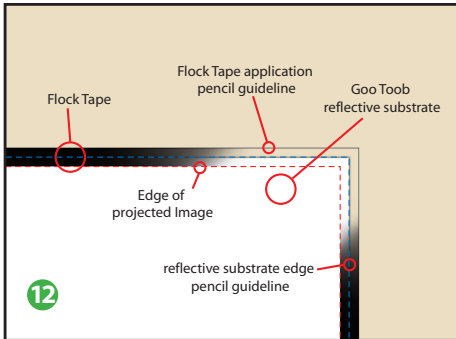 Flock Tape application
pencil guideline
Flock Tape
Goo Toob
reflective substrate
Edge of
projected Image
reflective substrate edge
pencil guideline
12